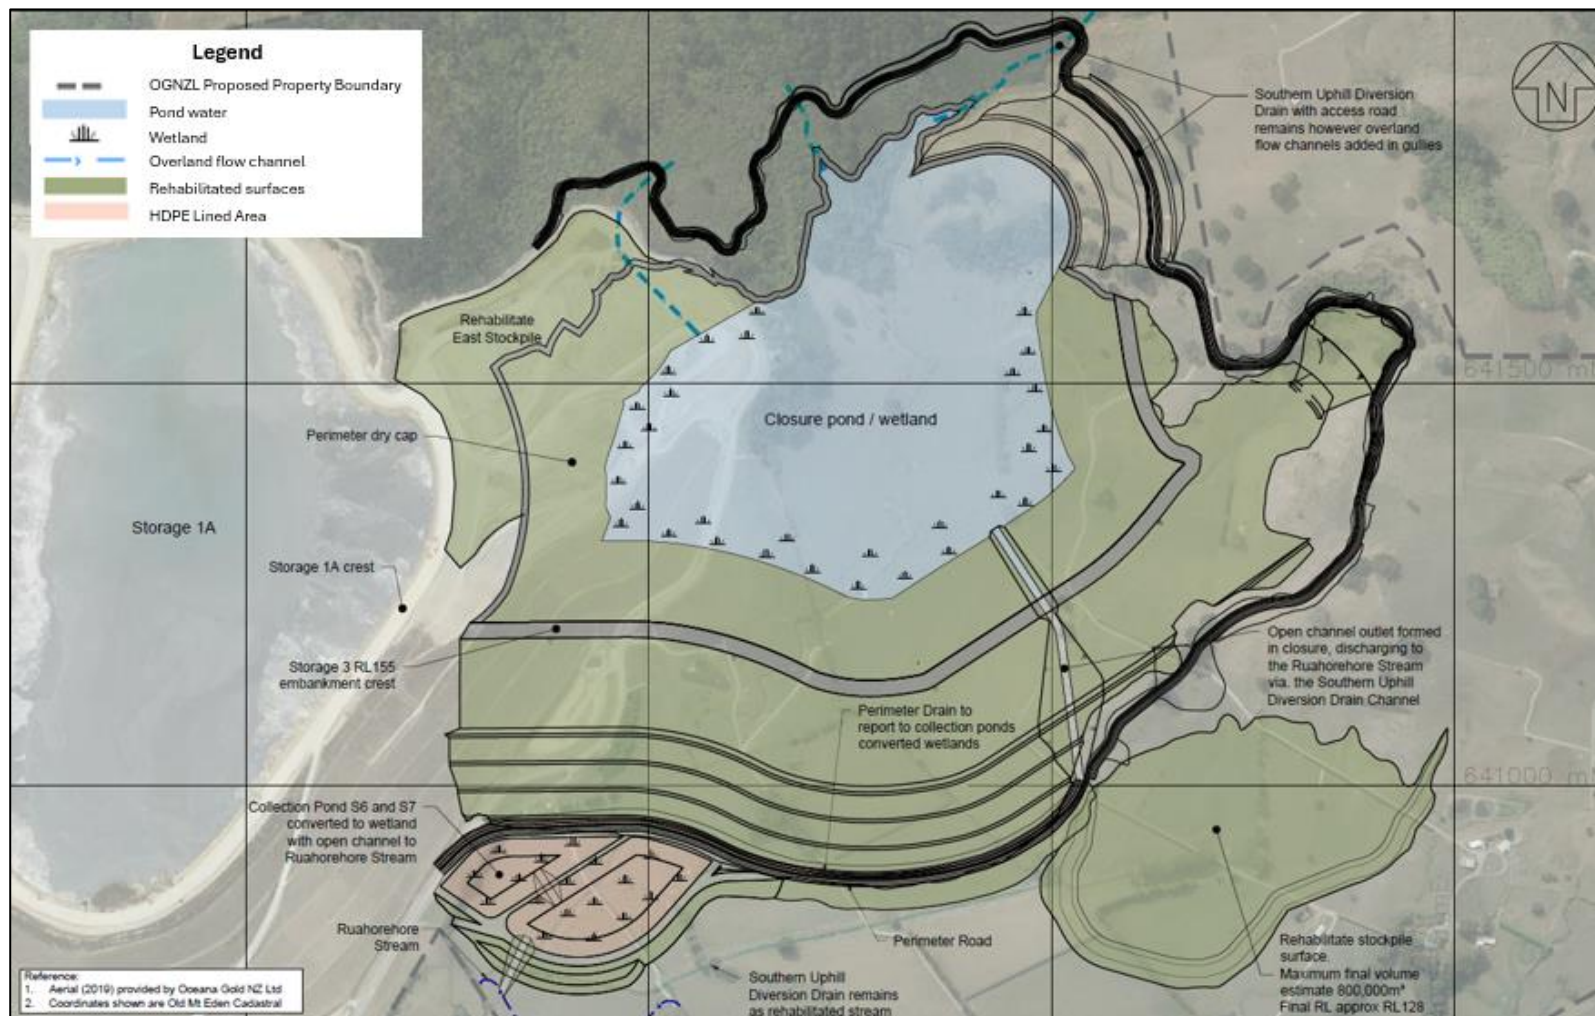 Legend
OGNZL Proposed Property Boundary
Pond water
Wetland
Overland flow channel
Rehabilitated surfaces
HDPE Lined Area
Southern Uphill Diversion
Drain with access road
remains however overland
flow channels added in gullies
N
Rehabilitate
East Stockpile
641500 m
Perimeter dry cap
Closure pond / wetland
Storage 1A
Storage 1A crest
Storage 3 RL155
embankment crest
Open channel outlet formed
in closure, discharging to
the Ruahorehore Stream
via. the Southern Uphill
Diversion Drain Channel
Perimeter Drain to
report to collection ponds
converted wetlands
641000 m
Collection Pond S6 and S7
converted to wetland
with open channel to
Ruahorehore Stream
Ruahorehore
Stream
Perimeter Road
Southern Uphill
Diversion Drain remains
as rehabilitated stream
Rehabilitate stockpile
surface.
Maximum final volume
estimate 800,000m³
Final RL approx RL128
Reference:
1. Aerial (2019) provided by Oceana Gold NZ Ltd
2. Coordinates shown are Old Mt Eden Cadastral